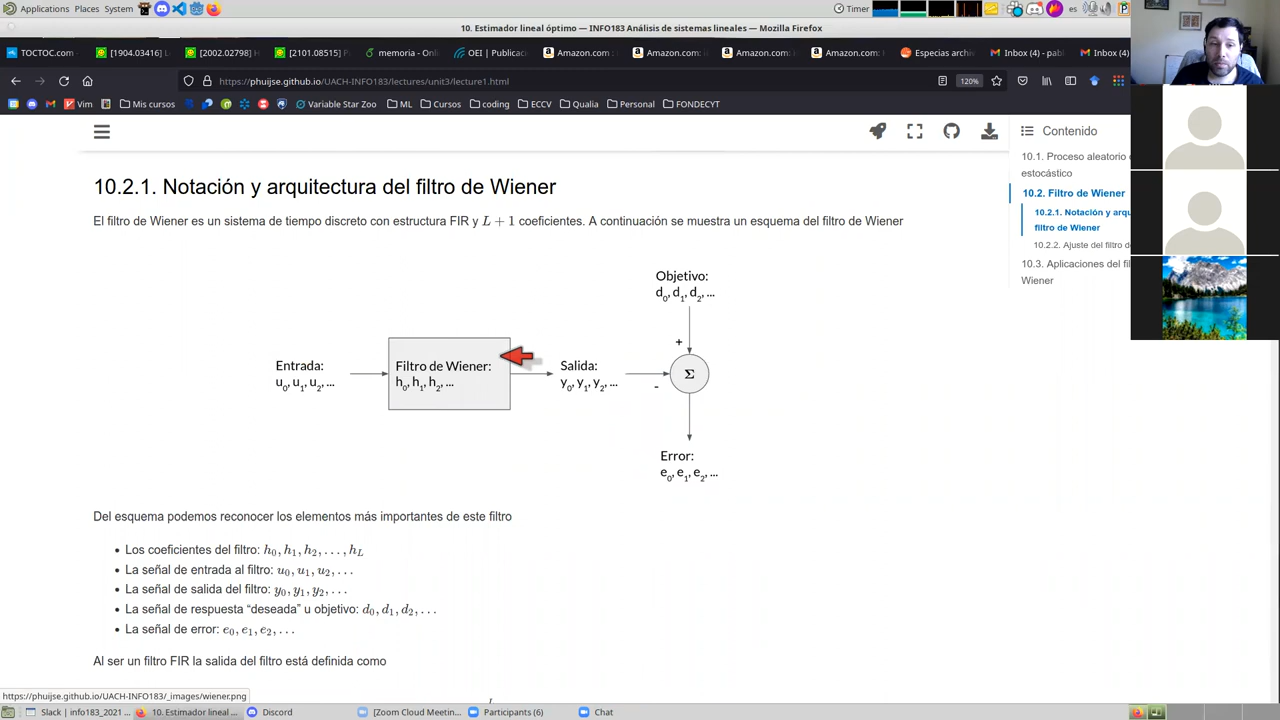 Applications Places System
Timer
es
10. Estimador lineal óptimo — INFO183 Análisis de sistemas lineales — Mozilla Firefox
TOCTOC.com
[1904.03416] L
[2002.02798] H
[2101.08515] P
memoria - On
OEI | Política
Amazon.com:
Amazon.com:
Amazon.com:
Amazon.com:
Especias archiv
Inbox (4) - pab
Inbox (4) -
https://phuijse.github.io/UACH-INFO183/lectures/unit3/lecture1.html
120%
Vim
Mis cursos
Variable Star Zoo
ML
Cursos
coding
ECCV
Qualia
Personal
FONDECYT
Contenido
10.1. Proceso aleatorio
estocástico
10.2. Filtro de Wiener
10.2.1. Notación y arqu
filtro de Wiener
10.2.2. Ajuste del filtro d
10.3. Aplicaciones del fil
Wiener
10.2.1. Notación y arquitectura del filtro de Wiener
El filtro de Wiener es un sistema de tiempo discreto con estructura FIR y L + 1 coeficientes. A continuación se muestra un esquema del filtro de Wiener
Objetivo:
d0, d1, d2, ...
+
Entrada:
u0, u1, u2, ...
Filtro de Wiener:
h0, h1, h2, ...
Salida:
y0, y1, y2, ...
-
Σ
Error:
e0, e1, e2, ...
Del esquema podemos reconocer los elementos más importantes de este filtro
• Los coeficientes del filtro: h0, h1, h2, . . . , hL
• La señal de entrada al filtro: u0, u1, u2, . . .
• La señal de salida del filtro: y0, y1, y2, . . .
• La señal de respuesta “deseada” u objetivo: d0, d1, d2, . . .
• La señal de error: e0, e1, e2, . . .
Al ser un filtro FIR la salida del filtro está definida como
https://phuijse.github.io/UACH-INFO183/_images/wiener.png
Slack | info183_2021 ...
10. Estimador lineal ...
Discord
[Zoom Cloud Meetin...
Participants (6)
Chat